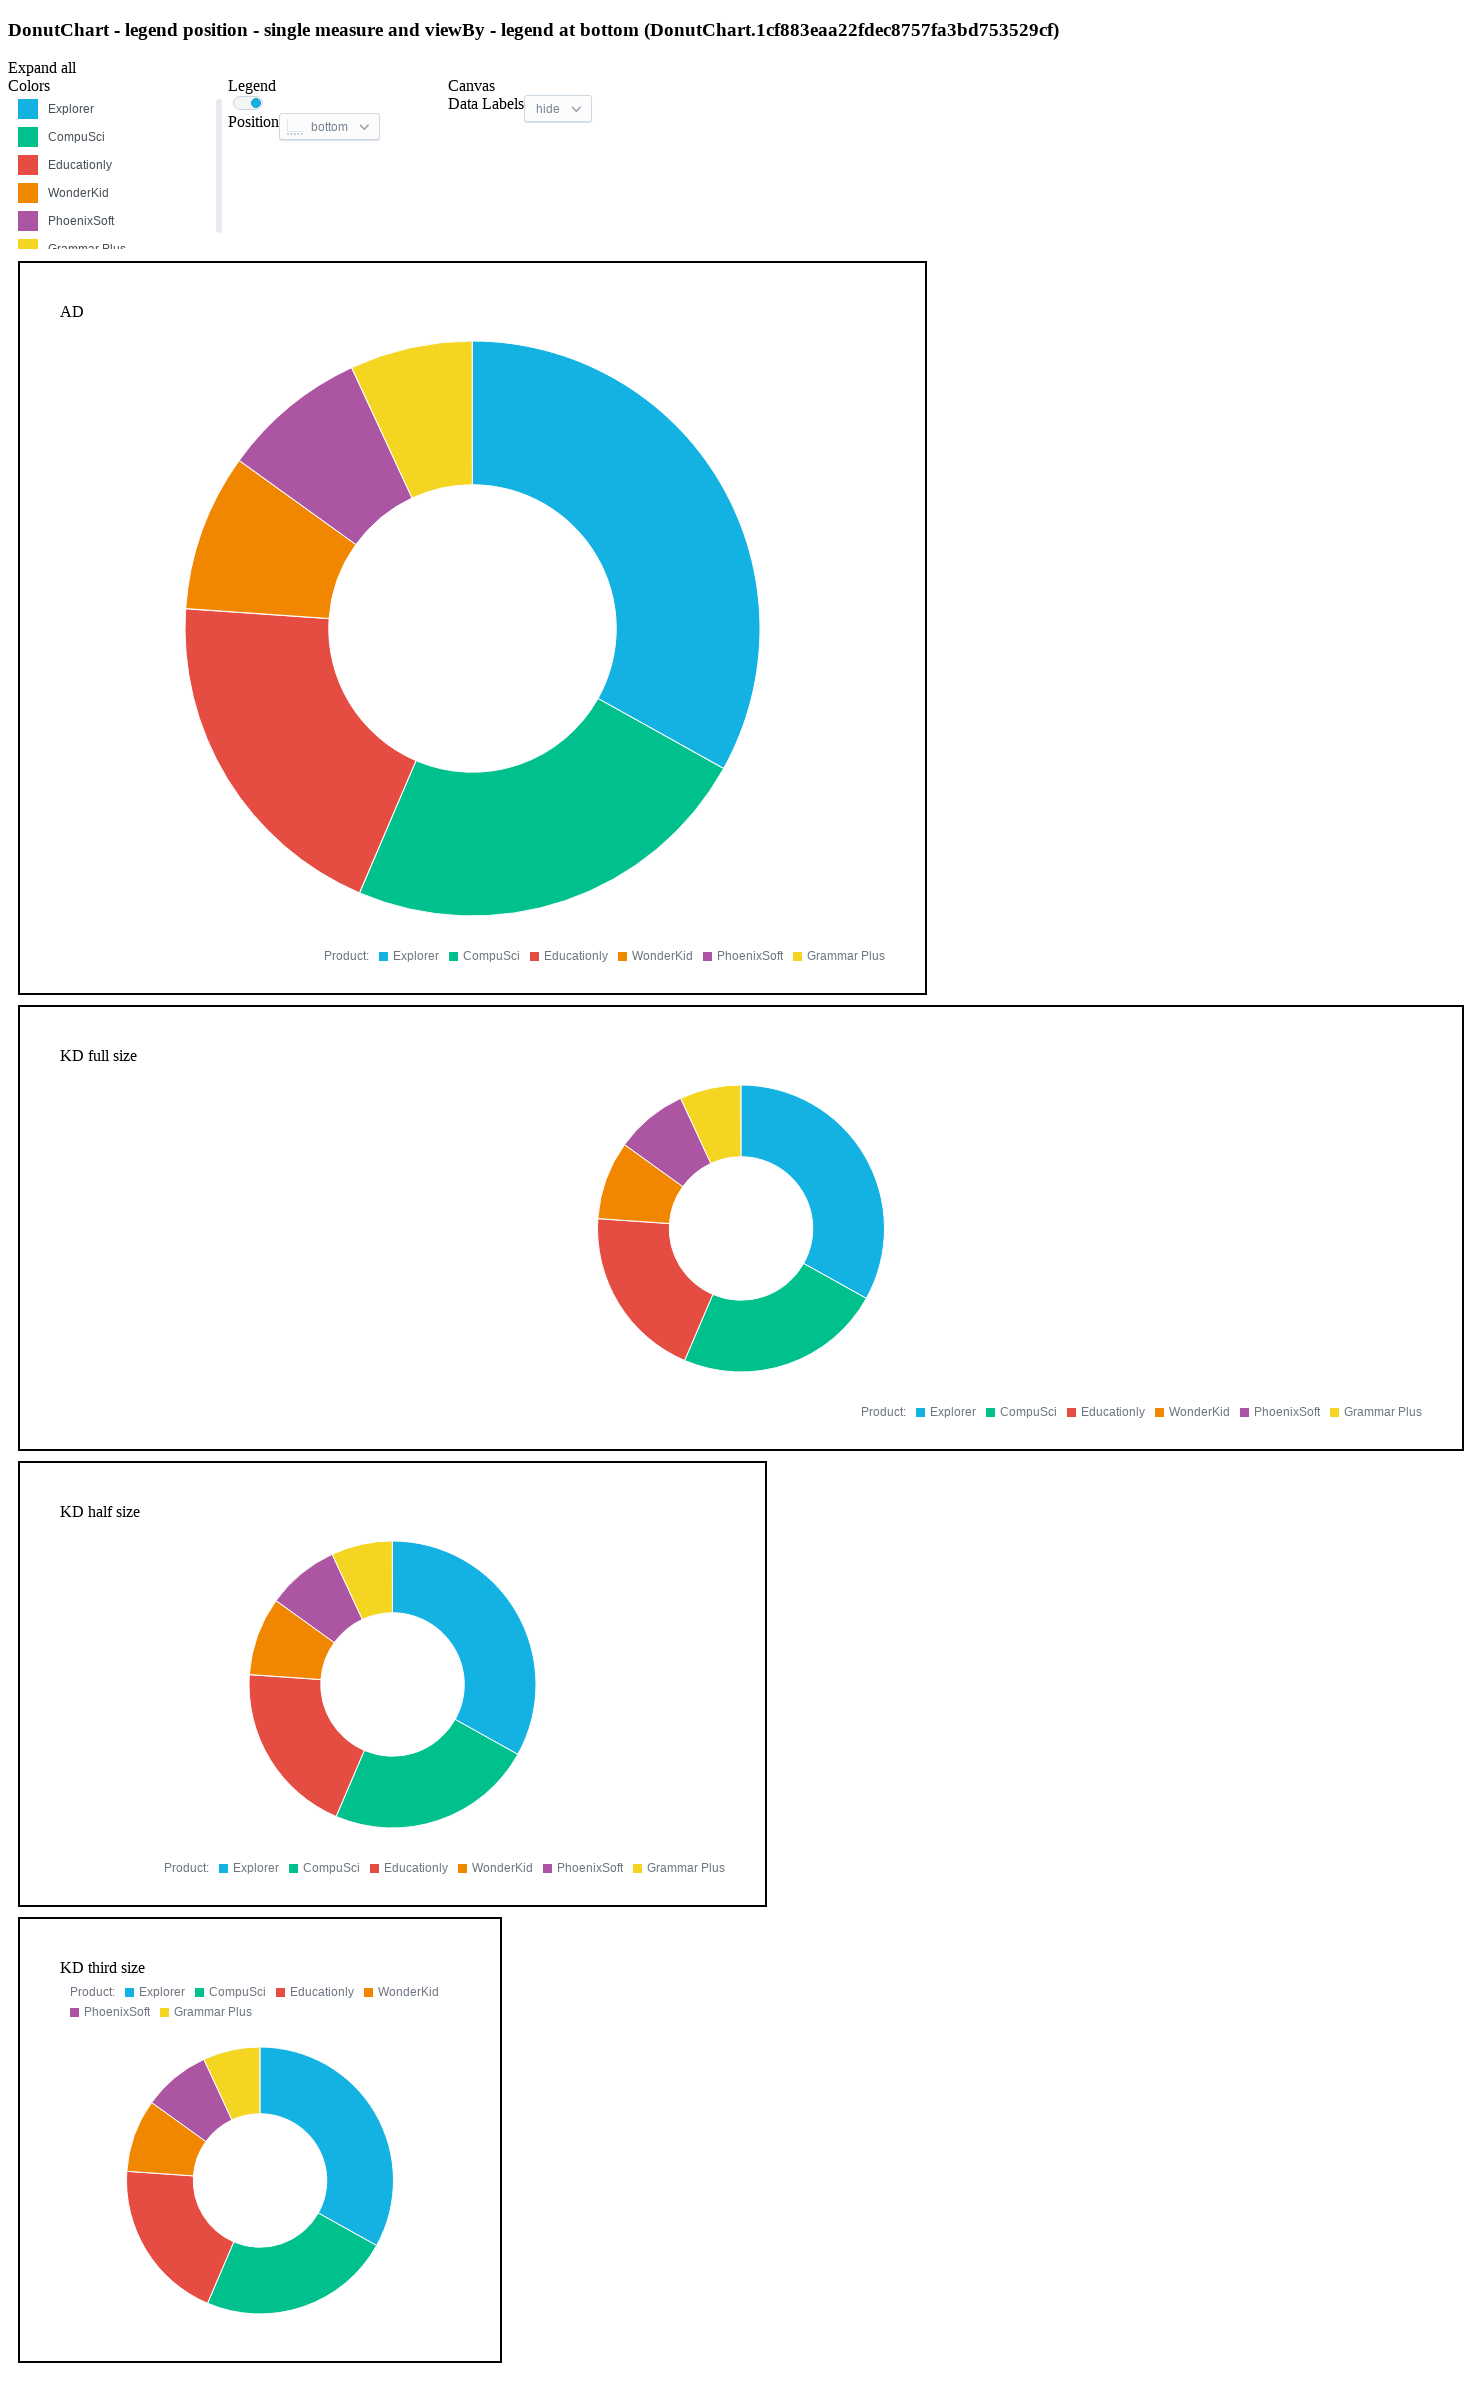 DonutChart - legend position - single measure and viewBy - legend at bottom (DonutChart.1cf883eaa22fdec8757fa3bd753529cf)
Expand all
Colors
Explorer
CompuSci
Educationly
WonderKid
PhoenixSoft
Grammar Plus
Legend
Position bottom
Canvas
Data Labels hide
AD
Product: Explorer CompuSci Educationly WonderKid PhoenixSoft Grammar Plus
KD full size
Product: Explorer CompuSci Educationly WonderKid PhoenixSoft Grammar Plus
KD half size
Product: Explorer CompuSci Educationly WonderKid PhoenixSoft Grammar Plus
KD third size
Product: Explorer CompuSci Educationly WonderKid
PhoenixSoft Grammar Plus